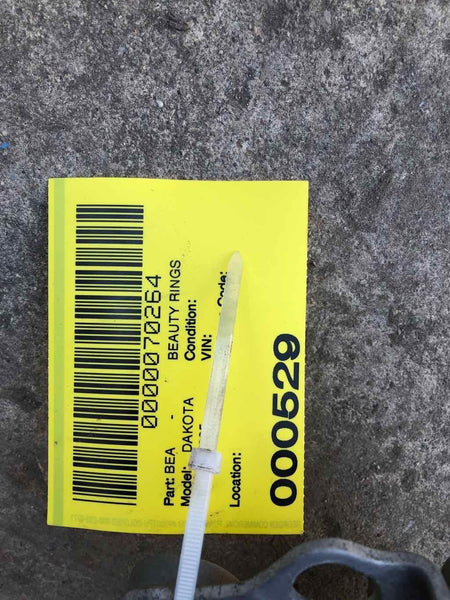 0000070264
Part: BEA - BEAUTY RINGS
Model: DAKOTA Condition:
VIN:
Code:
Location:
000529